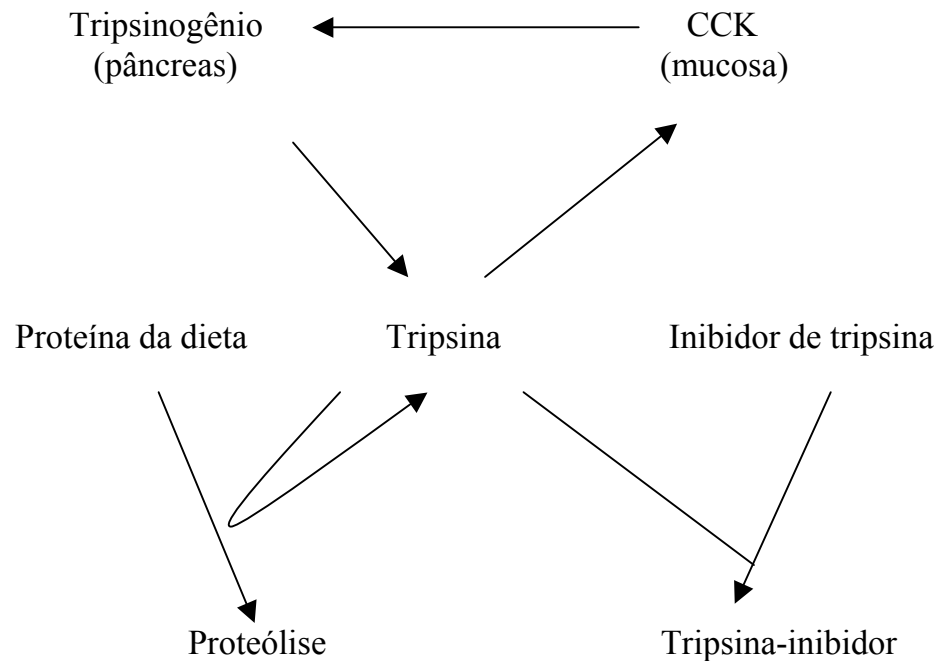 Tripsinogênio
(pâncreas)
CCK
(mucosa)
Proteína da dieta
Tripsina
Inibidor de tripsina
Proteólise
Tripsina-inibidor